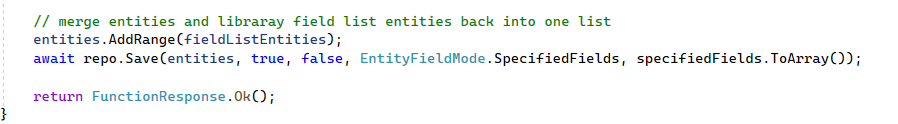 // merge entities and libraray field list entities back into one list
entities.AddRange(fieldListEntities);
await repo.Save(entities, true, false, EntityFieldMode.SpecifiedFields, specifiedFields.ToArray());
return FunctionResponse.Ok();
}